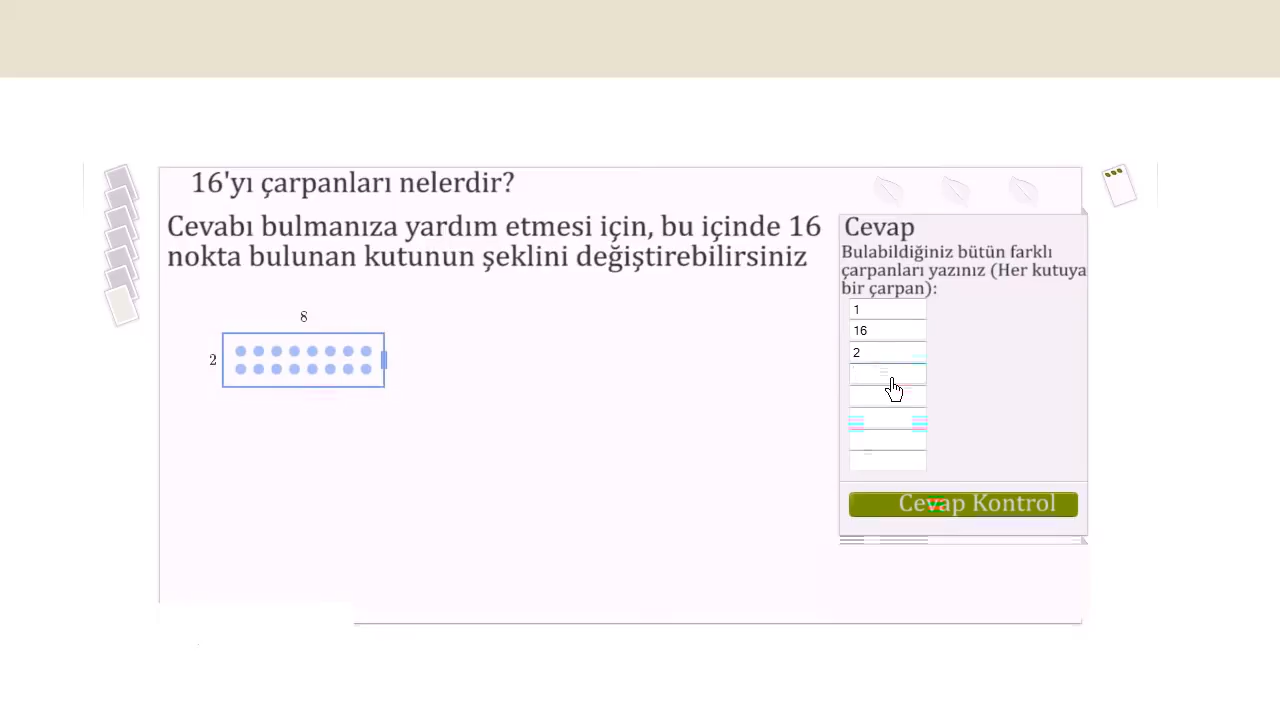 16'yı çarpanları nelerdir?
Cevabı bulmanıza yardım etmesi için, bu içinde 16
nokta bulunan kutunun şeklini değiştirebilirsiniz
8
2
Cevap
Bulabildiğiniz bütün farklı
çarpanları yazınız (Her kutuya
bir çarpan):
1
16
2
Cevap Kontrol